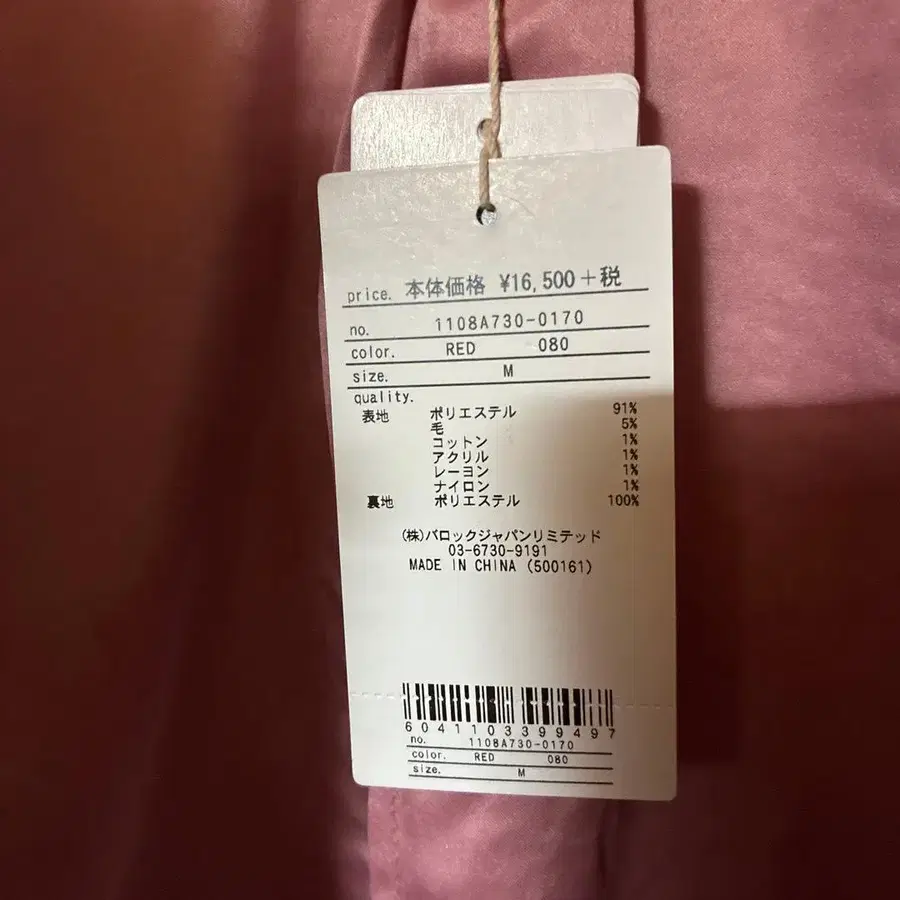 price. 本体価格 ¥16,500+税
no. 1108A730-0170
color. RED 080
size. M
quality.
表地 ポリエステル 91%
毛 5%
コットン 1%
アクリル 1%
レーヨン 1%
ナイロン 1%
裏地 ポリエステル 100%
(株)バロックジャパンリミテッド
03-6730-9191
MADE IN CHINA (500161)
6041103399497
no. 1108A730-0170
color. RED 080
size. M